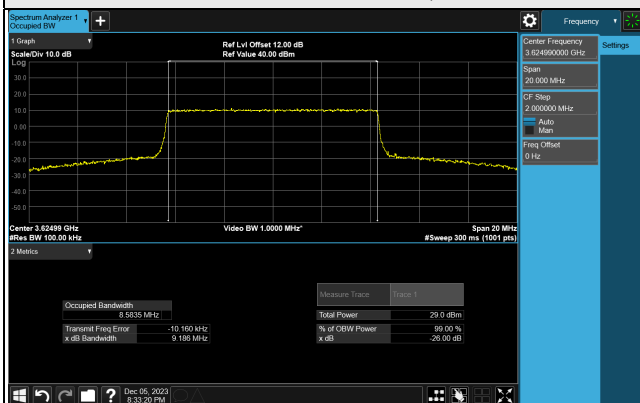 Spectrum Analyzer 1
Occupied BW
Frequency
1 Graph
Scale/Div 10.0 dB
Log
Ref Lvl Offset 12.00 dB
Ref Value 40.00 dBm
30.0
20.0
10.0
0.00
-10.0
-20.0
-30.0
-40.0
-50.0
Center 3.62499 GHz
#Res BW 100.00 kHz
Video BW 1.0000 MHz*
Span 20 MHz
#Sweep 300 ms (1001 pts)
Center Frequency
3.624990000 GHz
Settings
Span
20.000 MHz
CF Step
2.000000 MHz
Auto
Man
Freq Offset
0 Hz
2 Metrics
Measure Trace Trace 1
Occupied Bandwidth
8.5835 MHz
Total Power 29.0 dBm
Transmit Freq Error -10.160 kHz
% of OBW Power 99.00 %
x dB Bandwidth 9.186 MHz
x dB -26.00 dB
?
Dec 05, 2023
8:33:20 PM